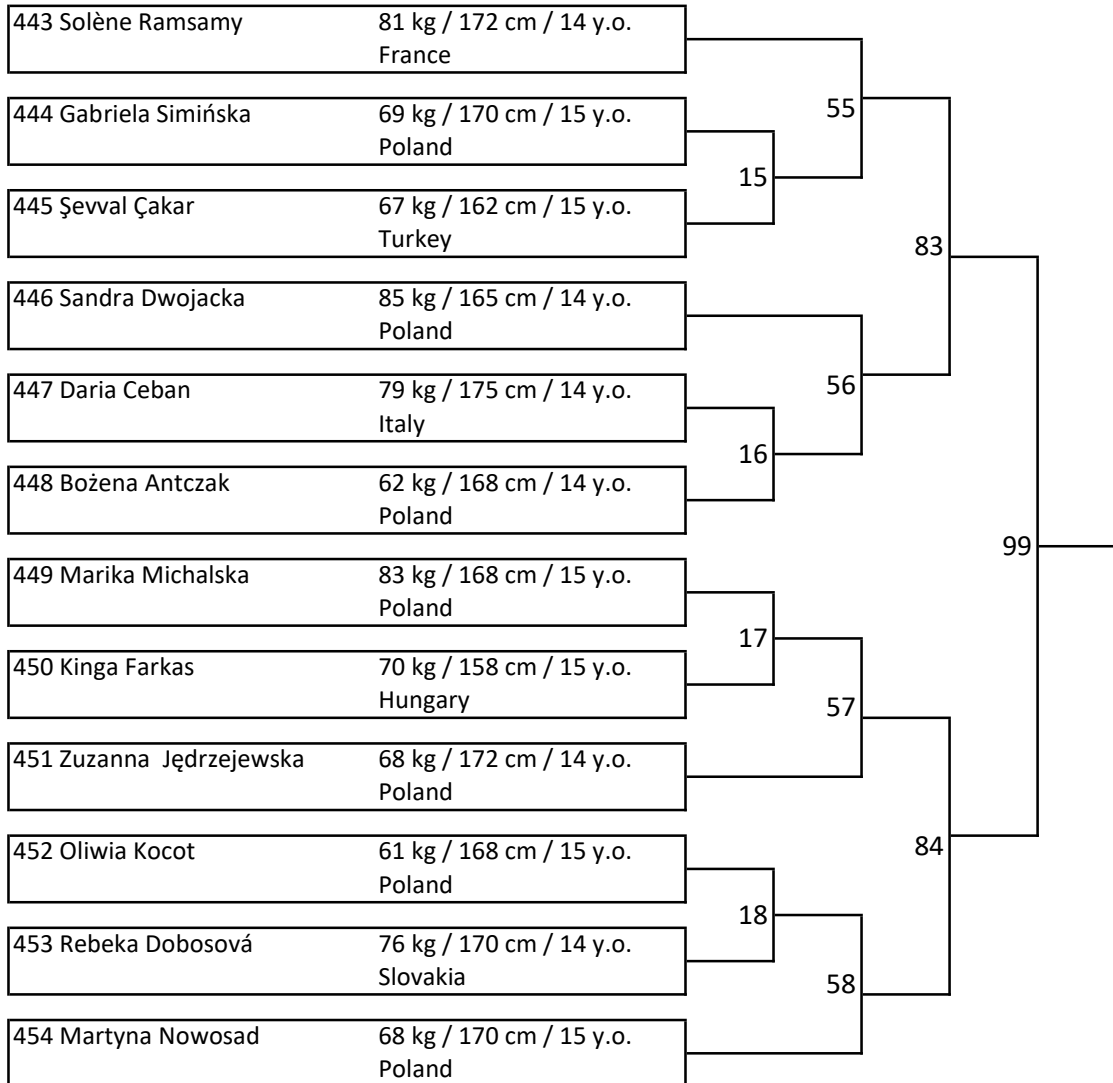 443 Solène Ramsamy 81 kg / 172 cm / 14 y.o.
France
444 Gabriela Simińska 69 kg / 170 cm / 15 y.o.
Poland
55
15
445 Şevval Çakar 67 kg / 162 cm / 15 y.o.
Turkey
83
446 Sandra Dwojacka 85 kg / 165 cm / 14 y.o.
Poland
447 Daria Ceban 79 kg / 175 cm / 14 y.o.
Italy
56
16
448 Bożena Antczak 62 kg / 168 cm / 14 y.o.
Poland
99
449 Marika Michalska 83 kg / 168 cm / 15 y.o.
Poland
17
450 Kinga Farkas 70 kg / 158 cm / 15 y.o.
Hungary
57
451 Zuzanna  Jędrzejewska 68 kg / 172 cm / 14 y.o.
Poland
84
452 Oliwia Kocot 61 kg / 168 cm / 15 y.o.
Poland
18
453 Rebeka Dobosová 76 kg / 170 cm / 14 y.o.
Slovakia
58
454 Martyna Nowosad 68 kg / 170 cm / 15 y.o.
Poland